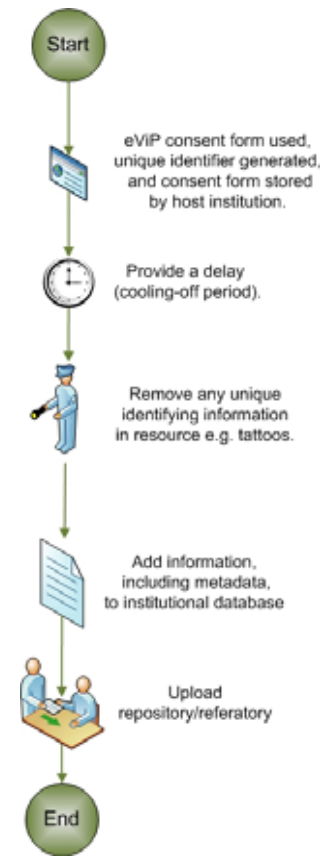 Start
eViP consent form used,
unique identifier generated,
and consent form stored
by host institution.
Provide a delay
(cooling-off period).
Remove any unique
identifying information
in resource e.g. tattoos.
Add information,
including metadata,
to institutional database
Upload
repository/referatory
End